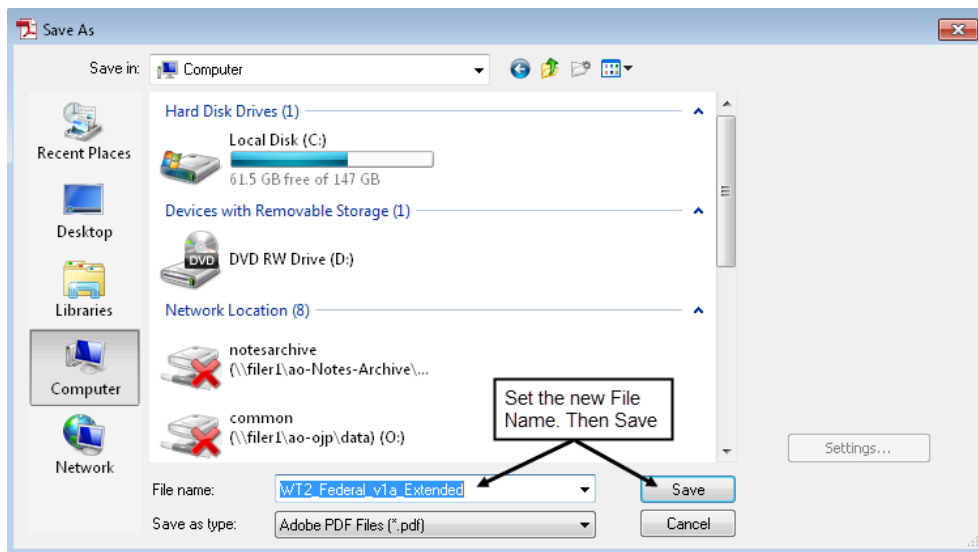 Save As
Save in:
Computer
Recent Places
Desktop
Libraries
Computer
Network
Hard Disk Drives (1)
Local Disk (C:)
61.5 GB free of 147 GB
Devices with Removable Storage (1)
DVD
DVD RW Drive (D:)
Network Location (8)
notesarchive
(\\filer1\ao-Notes-Archive\...
common
(\\filer1\ao-ojp\data) (O:)
Set the new File
Name. Then Save
Settings...
File name:
WT2_Federal_v1a_Extended
Save
Save as type:
Adobe PDF Files (*.pdf)
Cancel